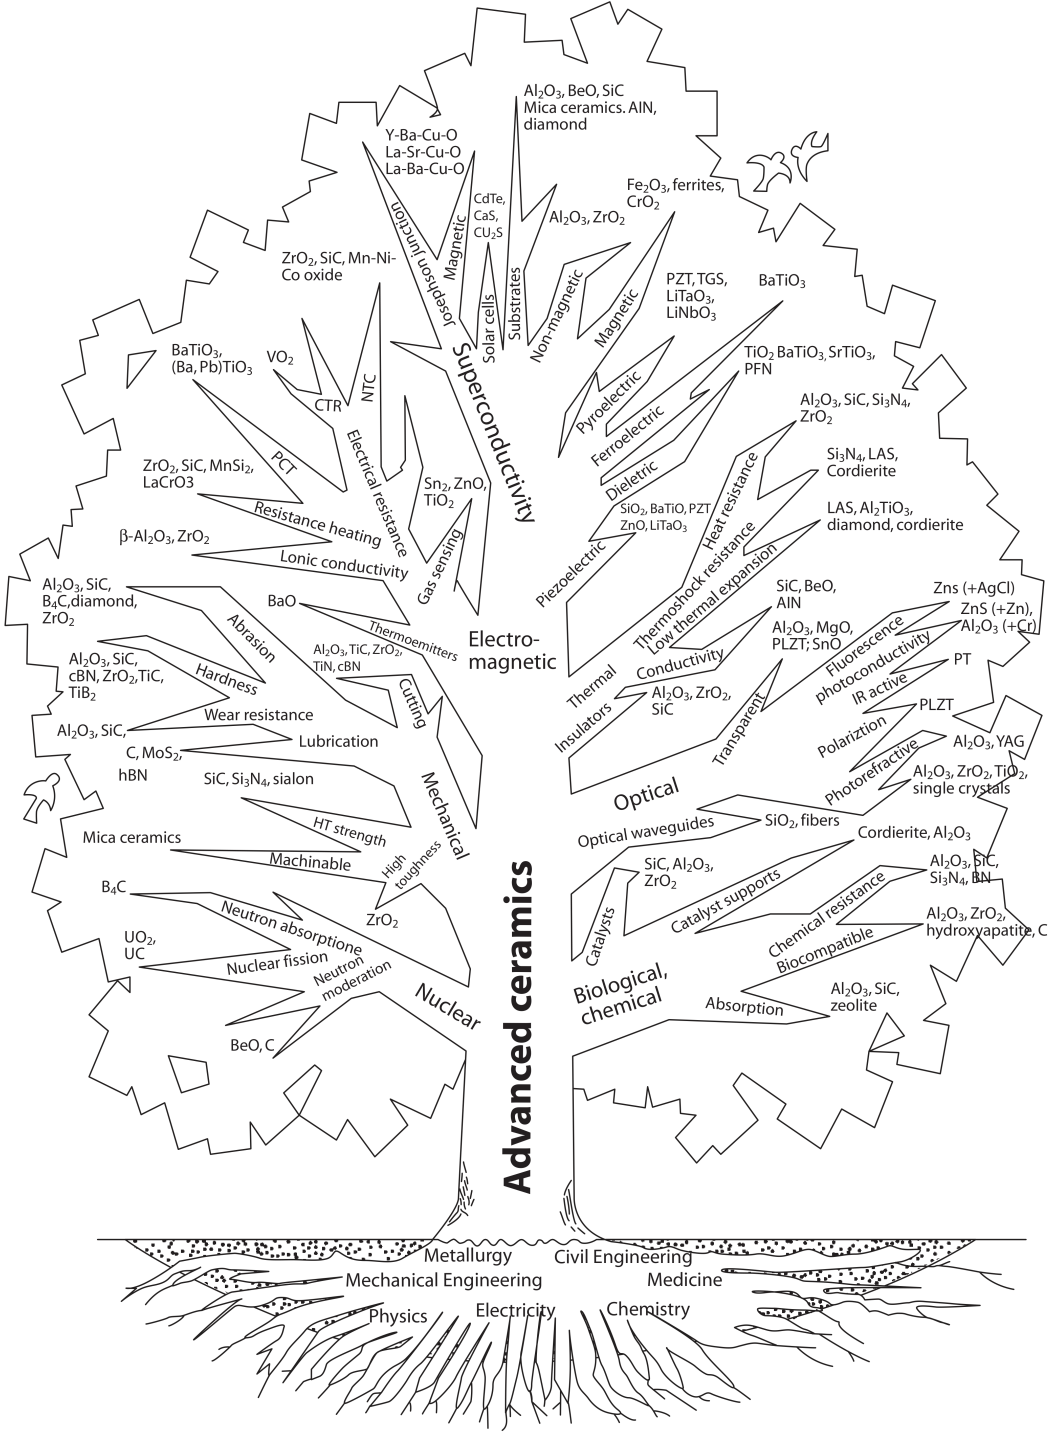 Al₂O₃, BeO, SiC
Mica ceramics. AlN,
diamond
Y-Ba-Cu-O
La-Sr-Cu-O
La-Ba-Cu-O
CdTe,
CaS,
CU₂S
Fe₂O₃, ferrites,
CrO₂
Al₂O₃, ZrO₂
Josephson junction
Magnetic
Solar cells
Substrates
Non-magnetic
Magnetic
ZrO₂, SiC, Mn-Ni-
Co oxide
PZT, TGS,
LiTaO₃,
LiNbO₃
BaTiO₃
BaTiO₃,
(Ba, Pb)TiO₃
VO₂
CTR
NTC
Superconductivity
Pyroelectric
TiO₂ BaTiO₃, SrTiO₃,
PFN
Ferroelectric
Dieletric
Al₂O₃, SiC, Si₃N₄,
ZrO₂
PCT
Electrical resistance
ZrO₂, SiC, MnSi₂,
LaCrO3
Sn₂, ZnO,
TiO₂
Si₃N₄, LAS,
Cordierite
Heat resistance
SiO₂, BaTiO, PZT
ZnO, LiTaO₃
LAS, Al₂TiO₃,
diamond, cordierite
Resistance heating
β-Al₂O₃, ZrO₂
Lonic conductivity
Gas sensing
Piezoelectric
Thermoshock resistance
Low thermal expansion
Al₂O₃, SiC,
B₄C,diamond,
ZrO₂
BaO
Thermoemitters
Electro-
magnetic
SiC, BeO,
AlN
Zns (+AgCl)
ZnS (+Zn),
Al₂O₃ (+Cr)
Abrasion
Al₂O₃, TiC, ZrO₂,
TiN, cBN
Al₂O₃, MgO,
PLZT; SnO
Fluorescence
photoconductivity
Al₂O₃, SiC,
cBN, ZrO₂, TiC,
TiB₂
Hardness
Cutting
Thermal
Conductivity
PT
IR active
Insulators
Al₂O₃, ZrO₂,
SiC
Transparent
PLZT
Polariztion
Al₂O₃, SiC,
Wear resistance
Lubrication
C, MoS₂,
hBN
Al₂O₃, YAG
Photorefractive
Al₂O₃, ZrO₂, TiO₂,
single crystals
SiC, Si₃N₄, sialon
Mechanical
Optical
HT strength
Optical waveguides
SiO₂, fibers
Mica ceramics
Machinable
High
toughness
Cordierite, Al₂O₃
B₄C
ZrO₂
SiC, Al₂O₃,
ZrO₂
Catalyst supports
Al₂O₃, SiC,
Si₃N₄, BN
Neutron absorptione
Catalysts
Chemical resistance
Al₂O₃, ZrO₂,
hydroxyapatite, C
UO₂,
UC
Nuclear fission
Biocompatible
Neutron
moderation
Nuclear
Biological,
chemical
Absorption
Al₂O₃, SiC,
zeolite
BeO, C
Advanced ceramics
Metallurgy
Civil Engineering
Mechanical Engineering
Medicine
Physics
Electricity
Chemistry